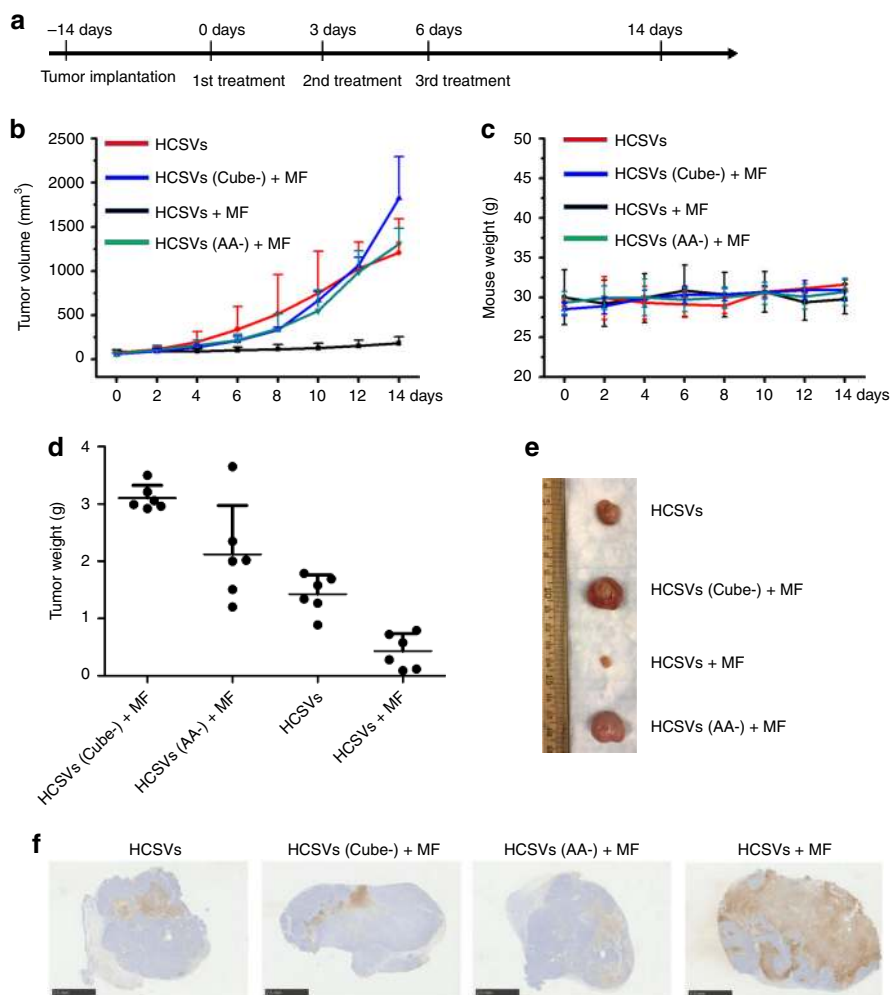 a
–14 days 0 days 3 days 6 days 14 days
Tumor implantation 1st treatment 2nd treatment 3rd treatment
b
Tumor volume (mm³)
2500
2000
1500
1000
500
0
HCSVs
HCSVs (Cube-) + MF
HCSVs + MF
HCSVs (AA-) + MF
0 2 4 6 8 10 12 14 days
c
Mouse weight (g)
50
45
40
35
30
25
20
HCSVs
HCSVs (Cube-) + MF
HCSVs + MF
HCSVs (AA-) + MF
0 2 4 6 8 10 12 14 days
d
Tumor weight (g)
4
3
2
1
0
HCSVs (Cube-) + MF
HCSVs (AA-) + MF
HCSVs
HCSVs + MF
e
HCSVs
HCSVs (Cube-) + MF
HCSVs + MF
HCSVs (AA-) + MF
f
HCSVs HCSVs (Cube-) + MF HCSVs (AA-) + MF HCSVs + MF